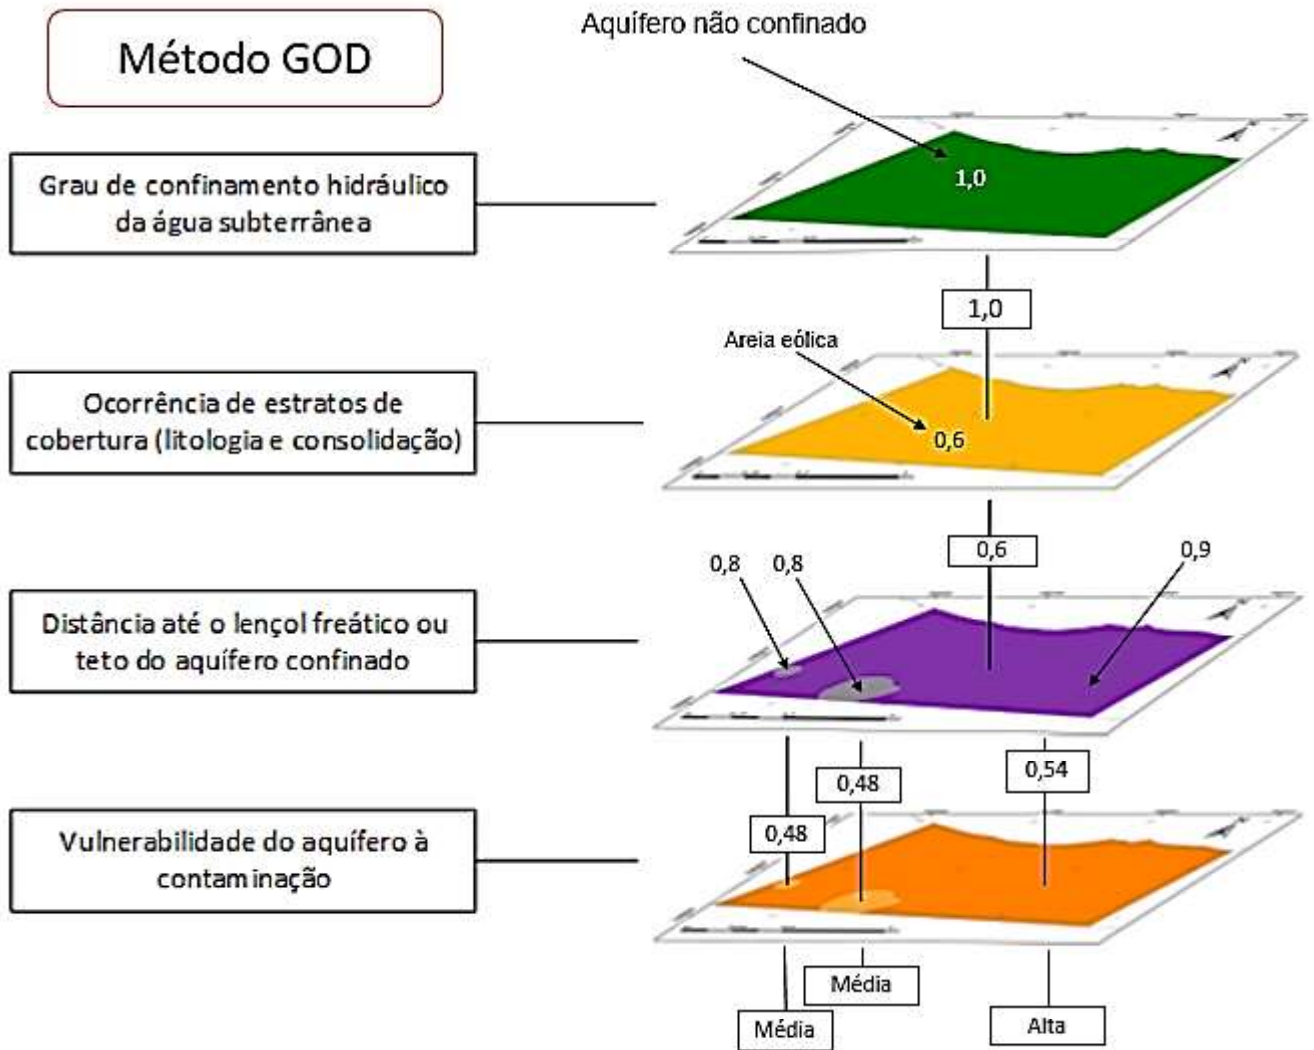 Método GOD
Aquífero não confinado
Grau de confinamento hidráulico
da água subterrânea
1,0
1,0
Areia eólica
Ocorrência de estratos de
cobertura (litologia e consolidação)
0,6
0,8
0,8
0,6
0,9
Distância até o lençol freático ou
teto do aquífero confinado
0,48
0,48
0,54
Vulnerabilidade do aquífero à
contaminação
Média
Média
Alta